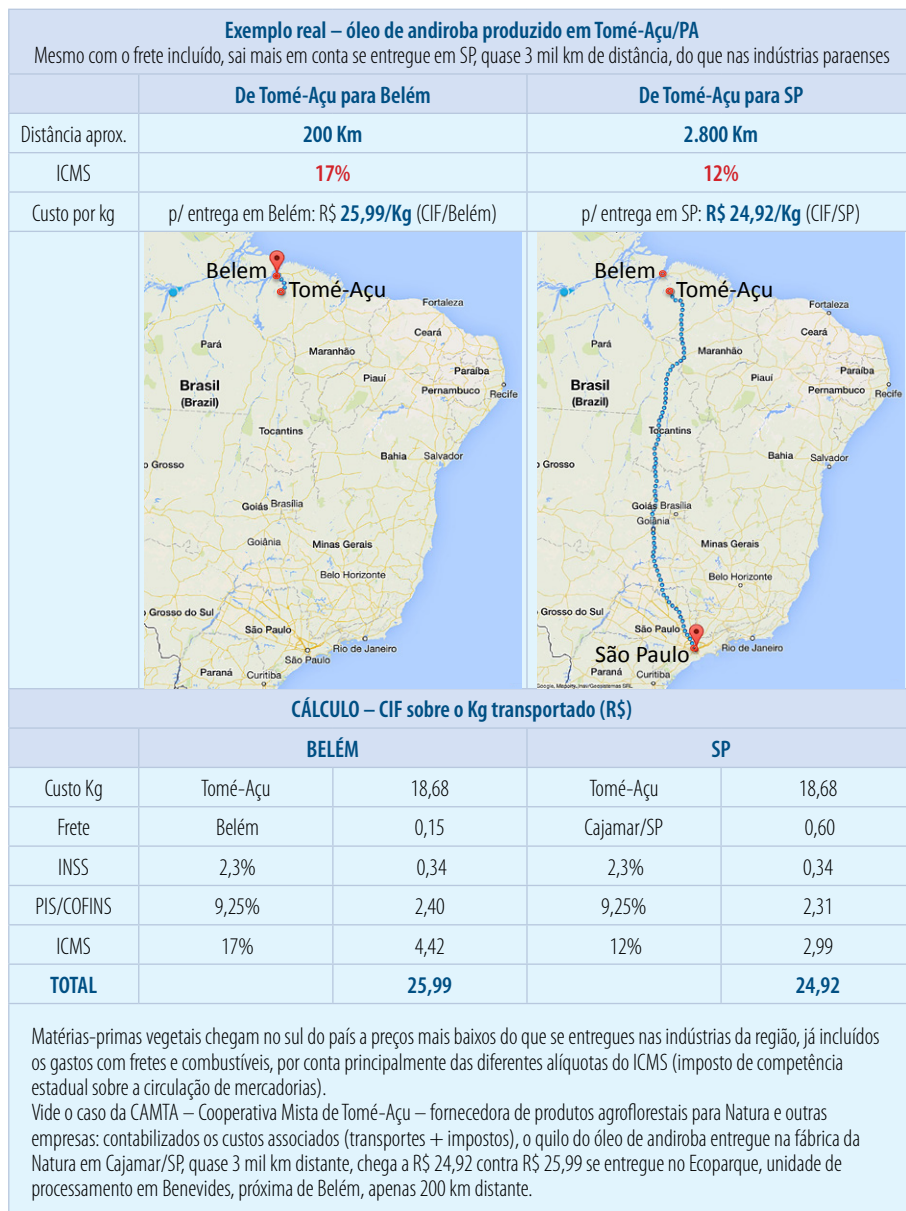 Exemplo real – óleo de andiroba produzido em Tomé-Açu/PA
Mesmo com o frete incluído, sai mais em conta se entregue em SP, quase 3 mil km de distância, do que nas indústrias paraenses
De Tomé-Açu para Belém De Tomé-Açu para SP
Distância aprox. 200 Km 2.800 Km
ICMS 17% 12%
Custo por kg p/ entrega em Belém: R$ 25,99/Kg (CIF/Belém) p/ entrega em SP: R$ 24,92/Kg (CIF/SP)
Belem
Tomé-Açu
Fortaleza
Ceará
Pará
Maranhão
Paraíba
Piauí
Brasil
(Brazil)
Pernambuco
Recife
Tocantins
Bahia
Salvador
o Grosso
Goiás
Brasília
Goiânia
Minas Gerais
Belo Horizonte
Grosso do Sul
São Paulo
Rio de Janeiro
São Paulo
Paraná
Curitiba
Belem
Tomé-Açu
Fortaleza
Ceará
Pará
Maranhão
Paraíba
Piauí
Brasil
(Brazil)
Pernambuco
Recife
Tocantins
Bahia
Salvador
o Grosso
Goiás
Brasília
Goiânia
Minas Gerais
Belo Horizonte
Grosso do Sul
São Paulo
Rio de Janeiro
São Paulo
Paraná
Curitiba
CÁLCULO – CIF sobre o Kg transportado (R$)
BELÉM SP
Custo Kg Tomé-Açu 18,68 Tomé-Açu 18,68
Frete Belém 0,15 Cajamar/SP 0,60
INSS 2,3% 0,34 2,3% 0,34
PIS/COFINS 9,25% 2,40 9,25% 2,31
ICMS 17% 4,42 12% 2,99
TOTAL 25,99 24,92
Matérias-primas vegetais chegam no sul do país a preços mais baixos do que se entregues nas indústrias da região, já incluídos
os gastos com fretes e combustíveis, por conta principalmente das diferentes alíquotas do ICMS (imposto de competência
estadual sobre a circulação de mercadorias).
Vide o caso da CAMTA – Cooperativa Mista de Tomé-Açu – fornecedora de produtos agroflorestais para Natura e outras
empresas: contabilizados os custos associados (transportes + impostos), o quilo do óleo de andiroba entregue na fábrica da
Natura em Cajamar/SP, quase 3 mil km distante, chega a R$ 24,92 contra R$ 25,99 se entregue no Ecoparque, unidade de
processamento em Benevides, próxima de Belém, apenas 200 km distante.